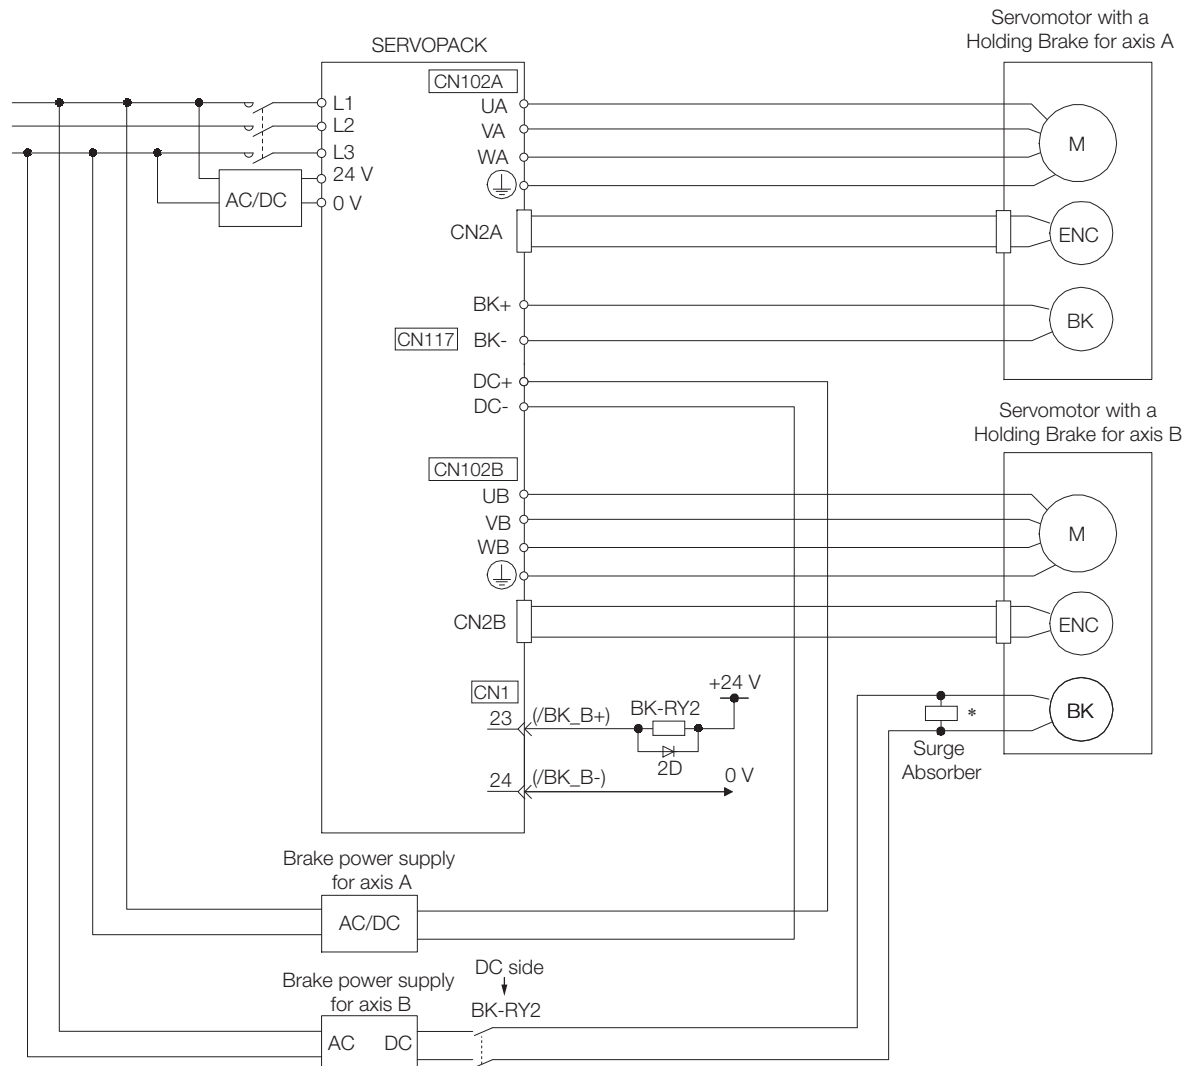 Servomotor with a
Holding Brake for axis A
SERVOPACK
CN102A
L1
UA
L2
VA
M
L3
WA
24 V
AC/DC
0 V
CN2A
ENC
BK+
BK
CN117
BK-
DC+
DC-
Servomotor with a
Holding Brake for axis B
CN102B
UB
VB
M
WB
CN2B
ENC
CN1
+24 V
23
(/BK_B+)
BK-RY2
*
BK
2D
Surge
Absorber
24
(/BK_B-)
0 V
Brake power supply
for axis A
AC/DC
DC side
Brake power supply
for axis B
BK-RY2
AC
DC